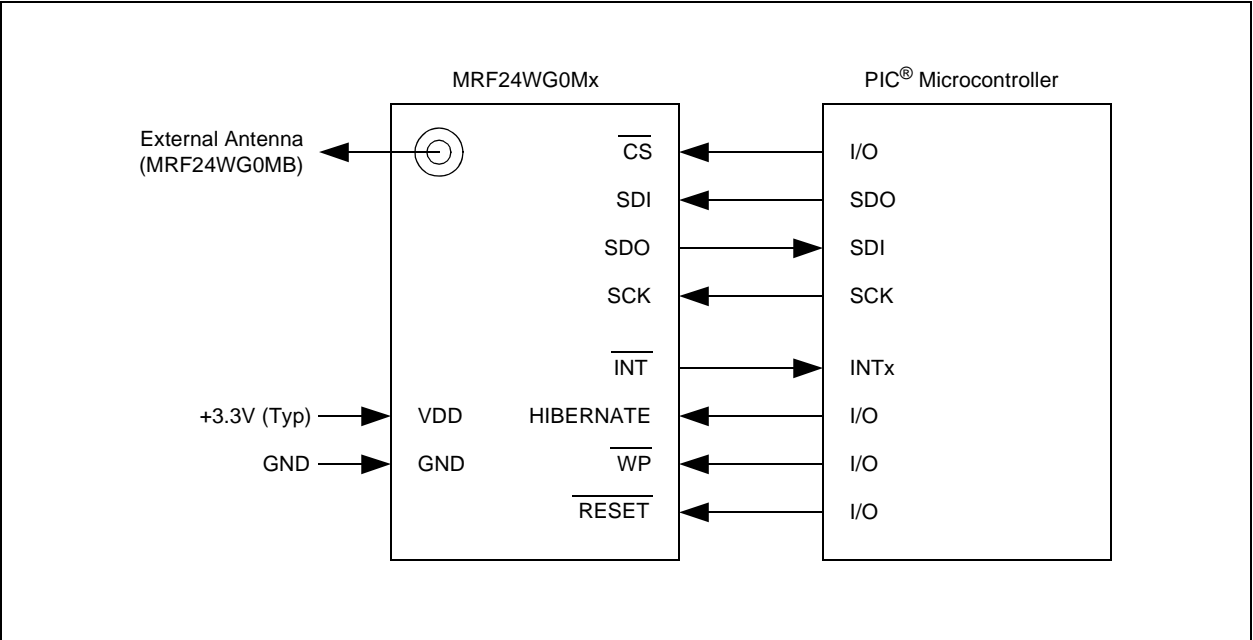 MRF24WG0Mx
PIC® Microcontroller
External Antenna
(MRF24WG0MB)
CS
I/O
SDI
SDO
SDO
SDI
SCK
SCK
INT
INTx
+3.3V (Typ)
VDD
HIBERNATE
I/O
GND
GND
WP
I/O
RESET
I/O